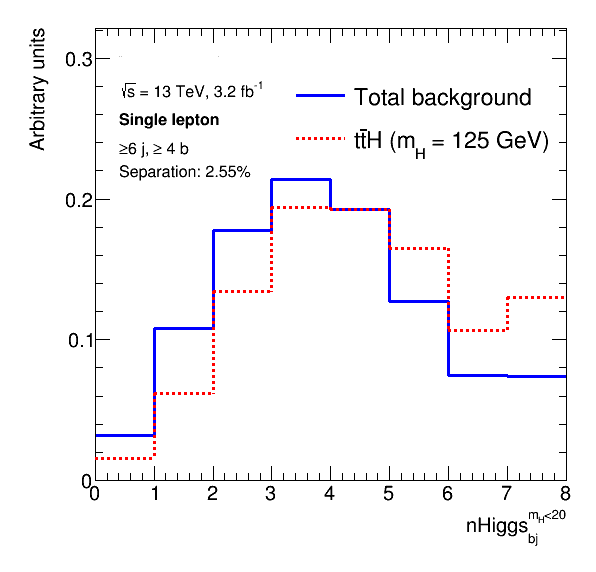 Arbitrary units
0.3
0.2
0.1
0
√s = 13 TeV, 3.2 fb⁻¹
Single lepton
≥6 j, ≥ 4 b
Separation: 2.55%
Total background
tt̄H (m_H = 125 GeV)
0 1 2 3 4 5 6 7 8
nHiggs_bj^{m_H<20}